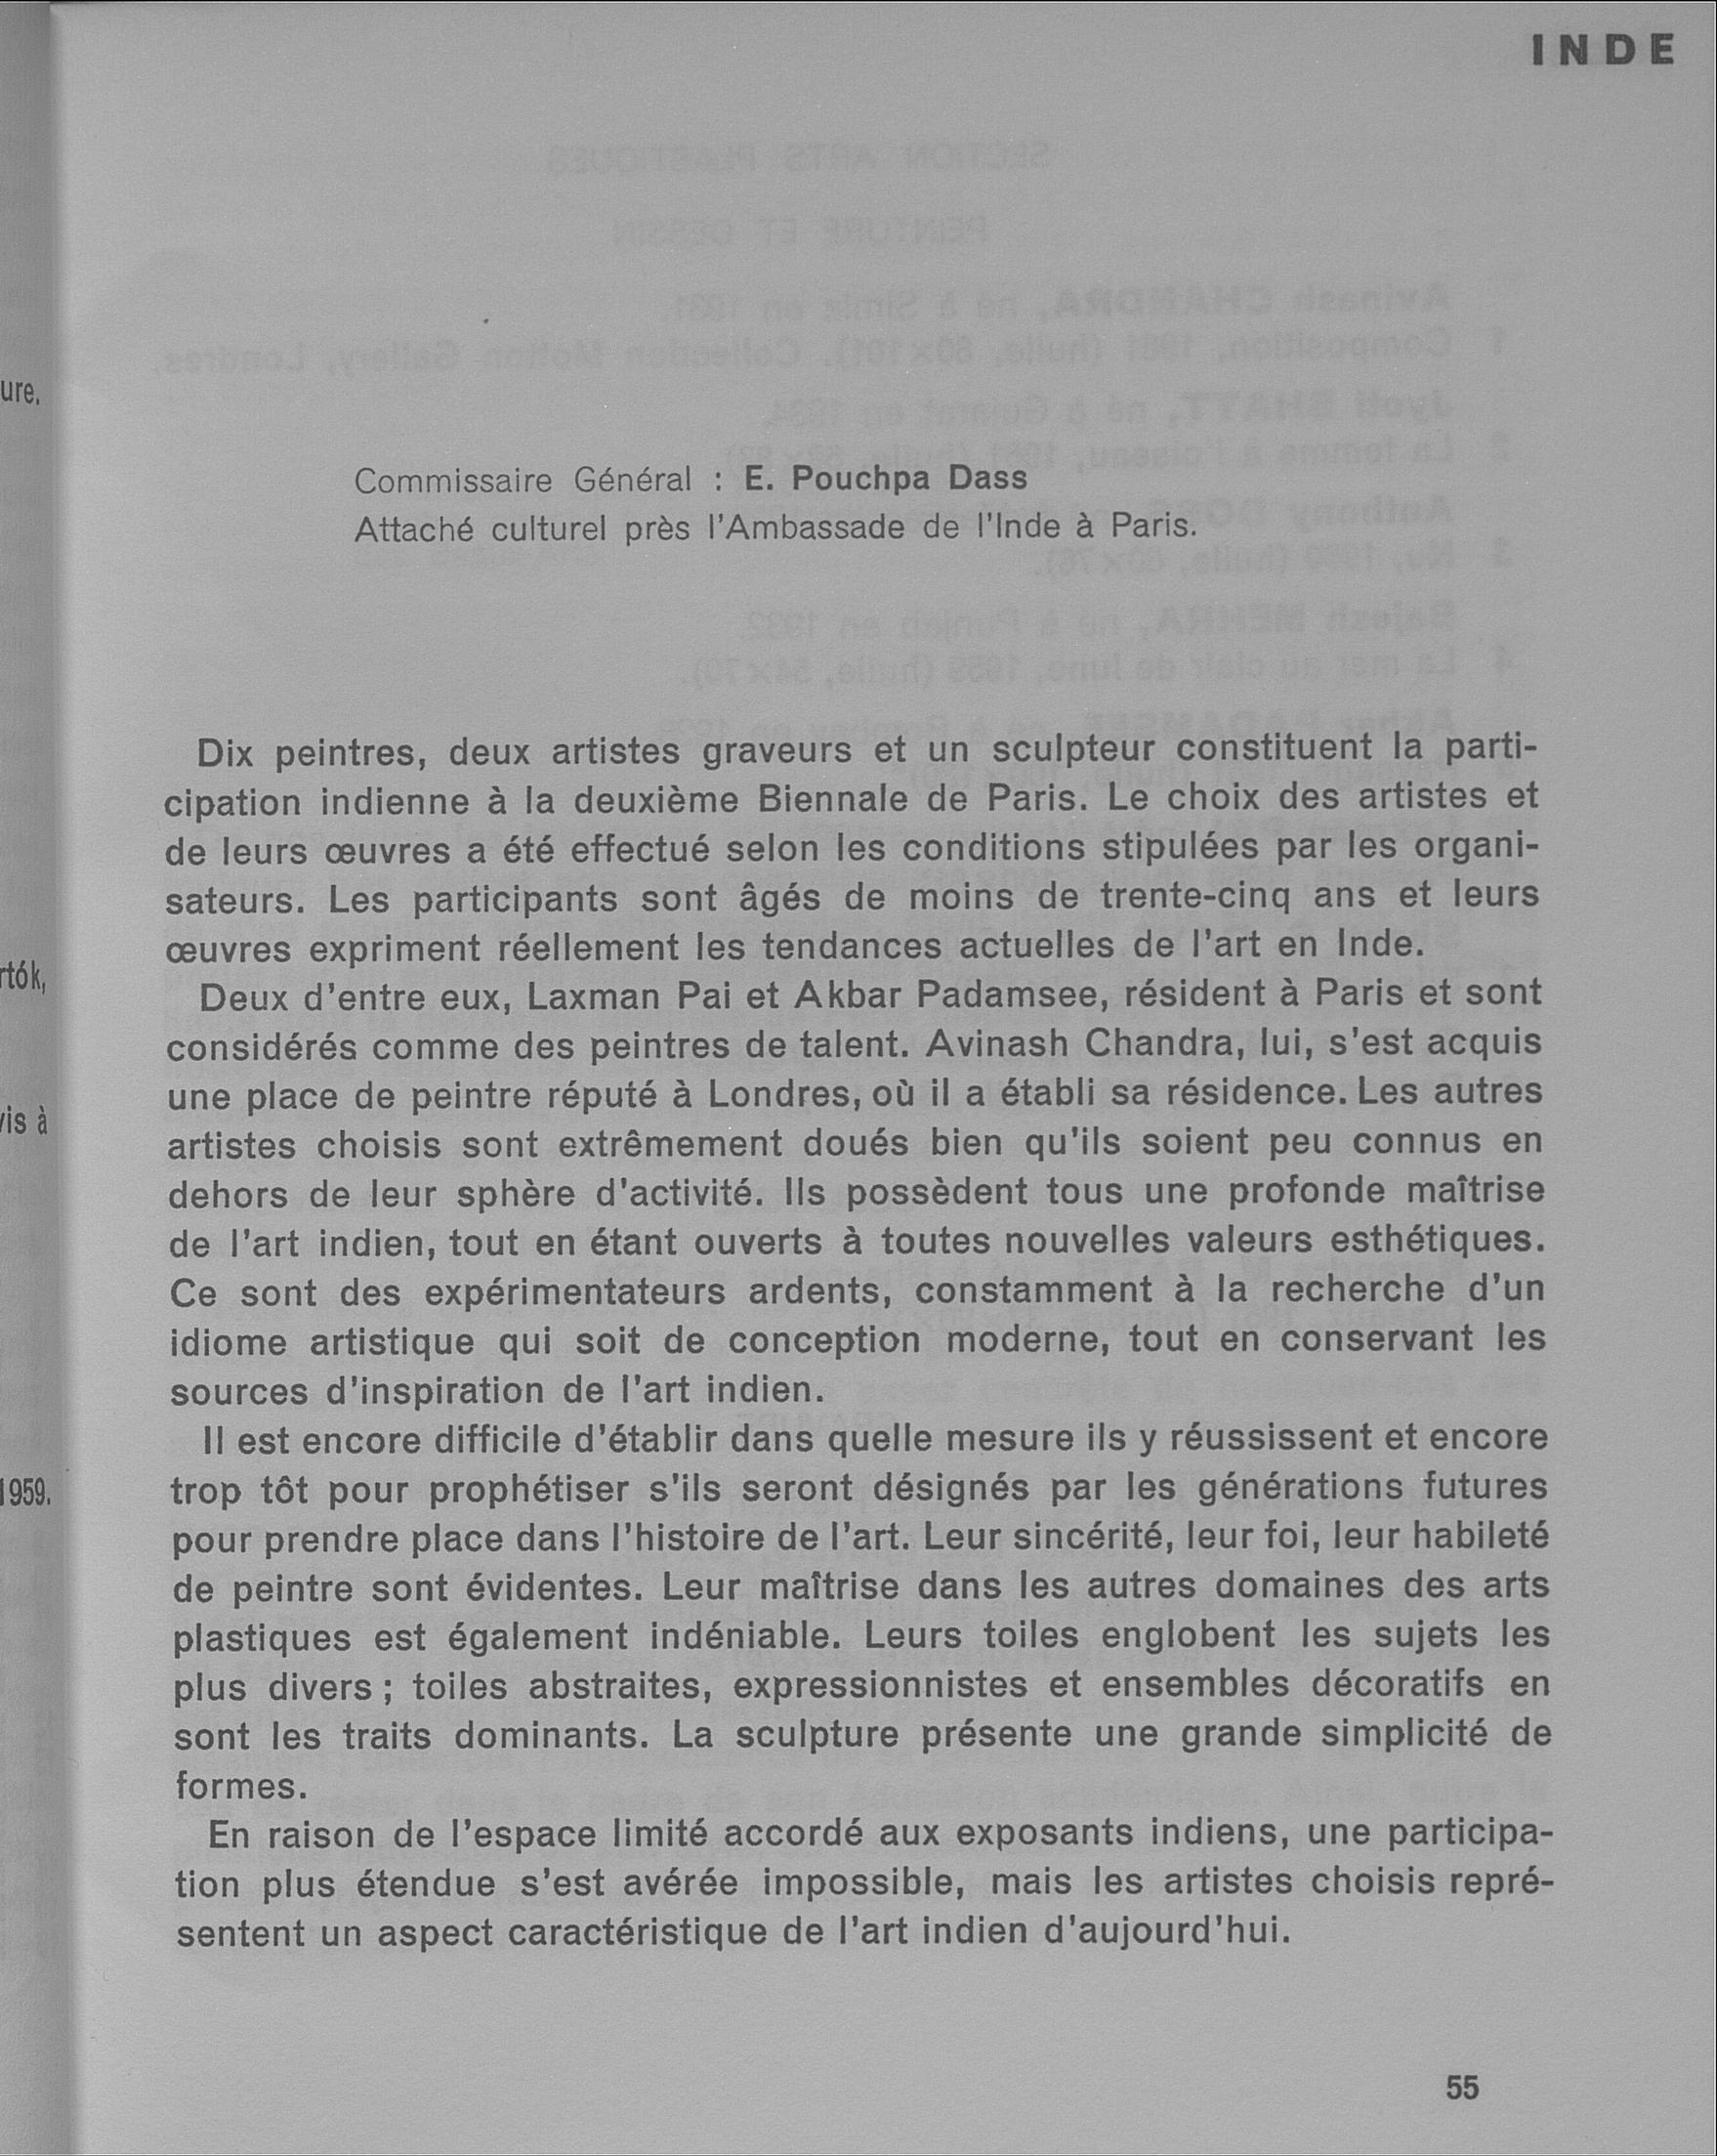 INDE
ure.
rtók,
vis à
1959.
Commissaire Général : E. Pouchpa Dass
Attaché culturel près l'Ambassade de l'Inde à Paris.
Dix peintres, deux artistes graveurs et un sculpteur constituent la parti-
cipation indienne à la deuxième Biennale de Paris. Le choix des artistes et
de leurs œuvres a été effectué selon les conditions stipulées par les organi-
sateurs. Les participants sont âgés de moins de trente-cinq ans et leurs
œuvres expriment réellement les tendances actuelles de l'art en Inde.
Deux d'entre eux, Laxman Pai et Akbar Padamsee, résident à Paris et sont
considérés comme des peintres de talent. Avinash Chandra, lui, s'est acquis
une place de peintre réputé à Londres, où il a établi sa résidence. Les autres
artistes choisis sont extrêmement doués bien qu'ils soient peu connus en
dehors de leur sphère d'activité. Ils possèdent tous une profonde maîtrise
de l'art indien, tout en étant ouverts à toutes nouvelles valeurs esthétiques.
Ce sont des expérimentateurs ardents, constamment à la recherche d'un
idiome artistique qui soit de conception moderne, tout en conservant les
sources d'inspiration de l'art indien.
Il est encore difficile d'établir dans quelle mesure ils y réussissent et encore
trop tôt pour prophétiser s'ils seront désignés par les générations futures
pour prendre place dans l'histoire de l'art. Leur sincérité, leur foi, leur habileté
de peintre sont évidentes. Leur maîtrise dans les autres domaines des arts
plastiques est également indéniable. Leurs toiles englobent les sujets les
plus divers ; toiles abstraites, expressionnistes et ensembles décoratifs en
sont les traits dominants. La sculpture présente une grande simplicité de
formes.
En raison de l'espace limité accordé aux exposants indiens, une participa-
tion plus étendue s'est avérée impossible, mais les artistes choisis repré-
sentent un aspect caractéristique de l'art indien d'aujourd'hui.
55